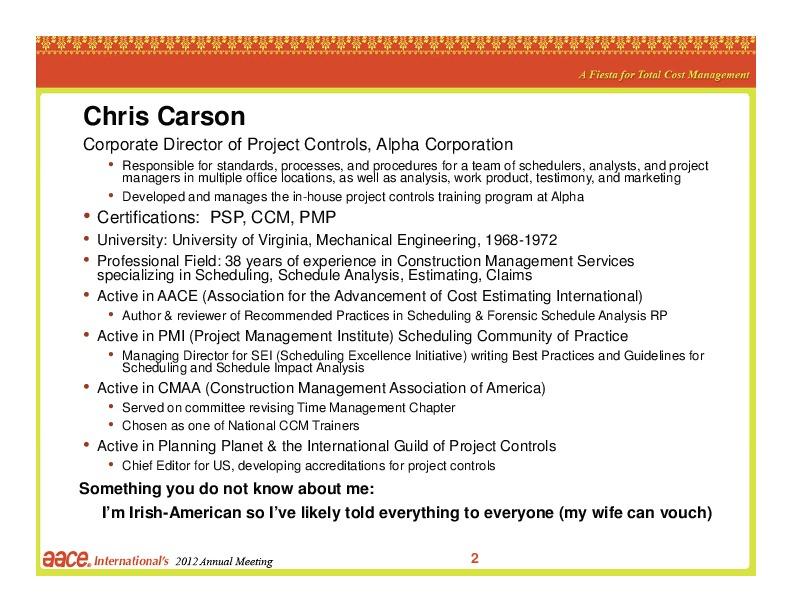 A Fiesta for Total Cost Management
Chris Carson
Corporate Director of Project Controls, Alpha Corporation
• Responsible for standards, processes, and procedures for a team of schedulers, analysts, and project
managers in multiple office locations, as well as analysis, work product, testimony, and marketing
• Developed and manages the in-house project controls training program at Alpha
• Certifications: PSP, CCM, PMP
• University: University of Virginia, Mechanical Engineering, 1968-1972
• Professional Field: 38 years of experience in Construction Management Services
specializing in Scheduling, Schedule Analysis, Estimating, Claims
• Active in AACE (Association for the Advancement of Cost Estimating International)
• Author & reviewer of Recommended Practices in Scheduling & Forensic Schedule Analysis RP
• Active in PMI (Project Management Institute) Scheduling Community of Practice
• Managing Director for SEI (Scheduling Excellence Initiative) writing Best Practices and Guidelines for
Scheduling and Schedule Impact Analysis
• Active in CMAA (Construction Management Association of America)
• Served on committee revising Time Management Chapter
• Chosen as one of National CCM Trainers
• Active in Planning Planet & the International Guild of Project Controls
• Chief Editor for US, developing accreditations for project controls
Something you do not know about me:
I'm Irish-American so I've likely told everything to everyone (my wife can vouch)
aace® International's 2012 Annual Meeting
2